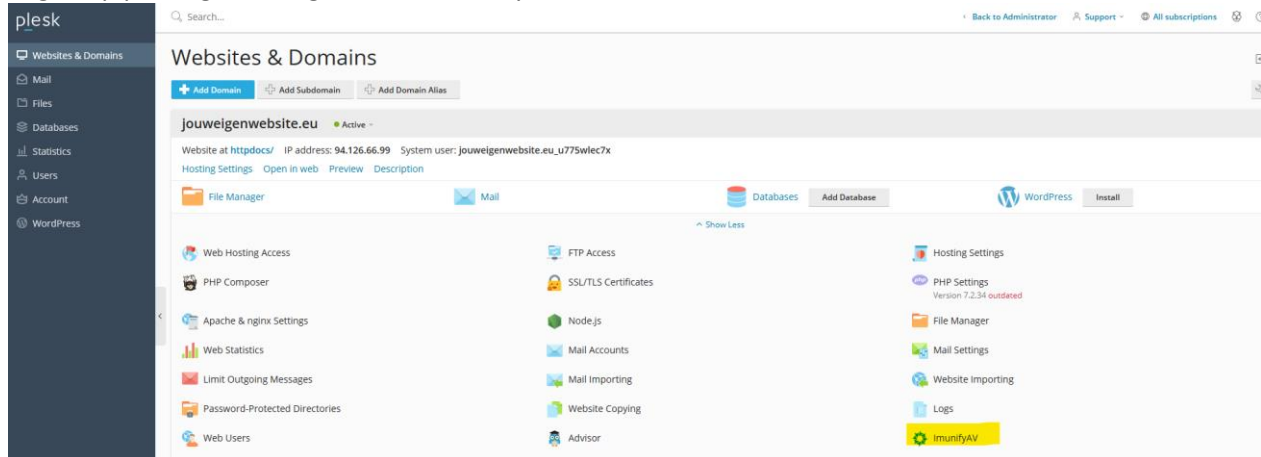 plesk
Search...
Back to Administrator Support All subscriptions
Websites & Domains
Mail
Files
Databases
Statistics
Users
Account
WordPress
Websites & Domains
Add Domain Add Subdomain Add Domain Alias
jouweigenwebsite.eu Active
Website at httpdocs/ IP address: 94.126.66.99 System user: jouweigenwebsite.eu_u775wlec7x
Hosting Settings Open in web Preview Description
File Manager Mail Databases Add Database WordPress Install
Show Less
Web Hosting Access FTP Access Hosting Settings
PHP Composer SSL/TLS Certificates PHP Settings
Version 7.2.34 outdated
Apache & nginx Settings Node.js File Manager
Web Statistics Mail Accounts Mail Settings
Limit Outgoing Messages Mail Importing Website Importing
Password-Protected Directories Website Copying Logs
Web Users Advisor ImunifyAV